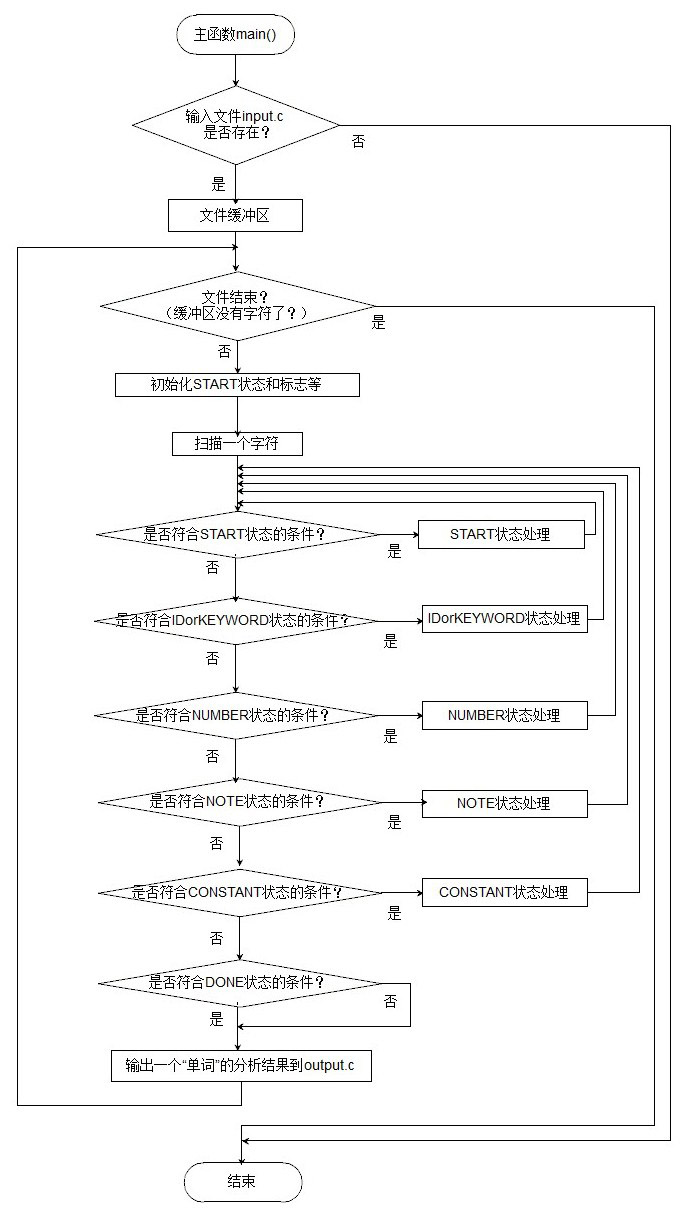 主函数main()
输入文件input.c
是否存在？
否
是
文件缓冲区
文件结束？
（缓冲区没有字符了？）
是
否
初始化START状态和标志等
扫描一个字符
是否符合START状态的条件？
是
START状态处理
否
是否符合IDorKEYWORD状态的条件？
是
IDorKEYWORD状态处理
否
是否符合NUMBER状态的条件？
是
NUMBER状态处理
否
是否符合NOTE状态的条件？
是
NOTE状态处理
否
是否符合CONSTANT状态的条件？
是
CONSTANT状态处理
否
是否符合DONE状态的条件？
否
是
输出一个“单词”的分析结果到output.c
结束